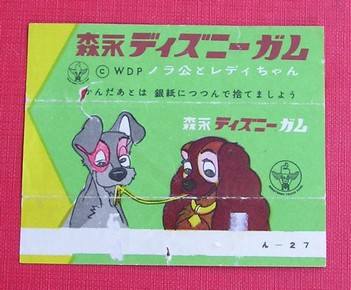 森永 ディズニーガム
© WDP ノラ公とレディちゃん
かんだあとは 銀紙につつんで捨てましょう
森永 ディズニーガム
ん-27